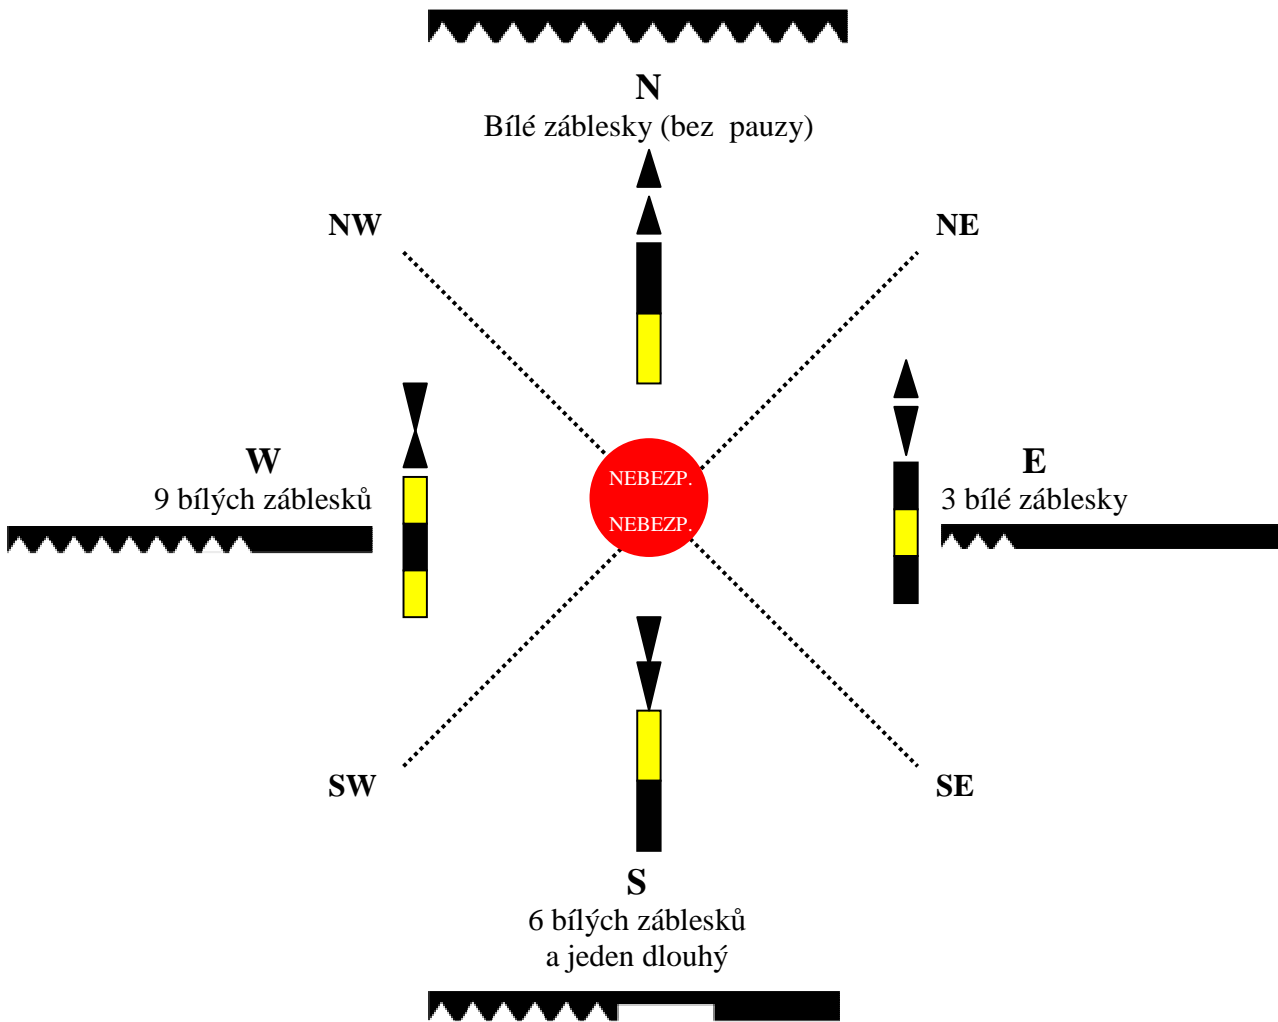 N
Bílé záblesky (bez  pauzy)
NW
NE
W
9 bílých záblesků
NEBEZP.
NEBEZP.
E
3 bílé záblesky
SW
SE
S
6 bílých záblesků
a jeden dlouhý